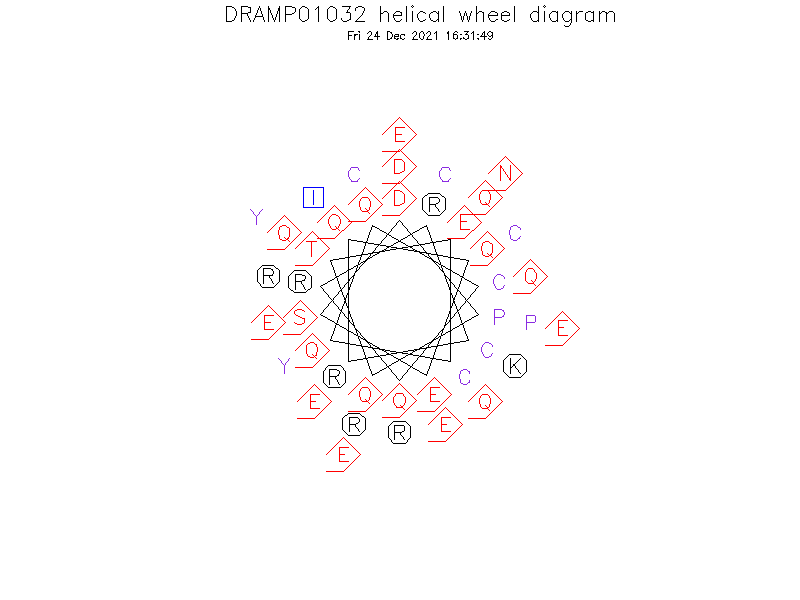 DRAMP01032 helical wheel diagram
Fri 24 Dec 2021 16:31:49
E
D
C C N
I Q D R Q
Y Q Q E C
T Q
R R C Q
E S P P E
Y Q C K
R C
E Q Q E Q
R R E
E